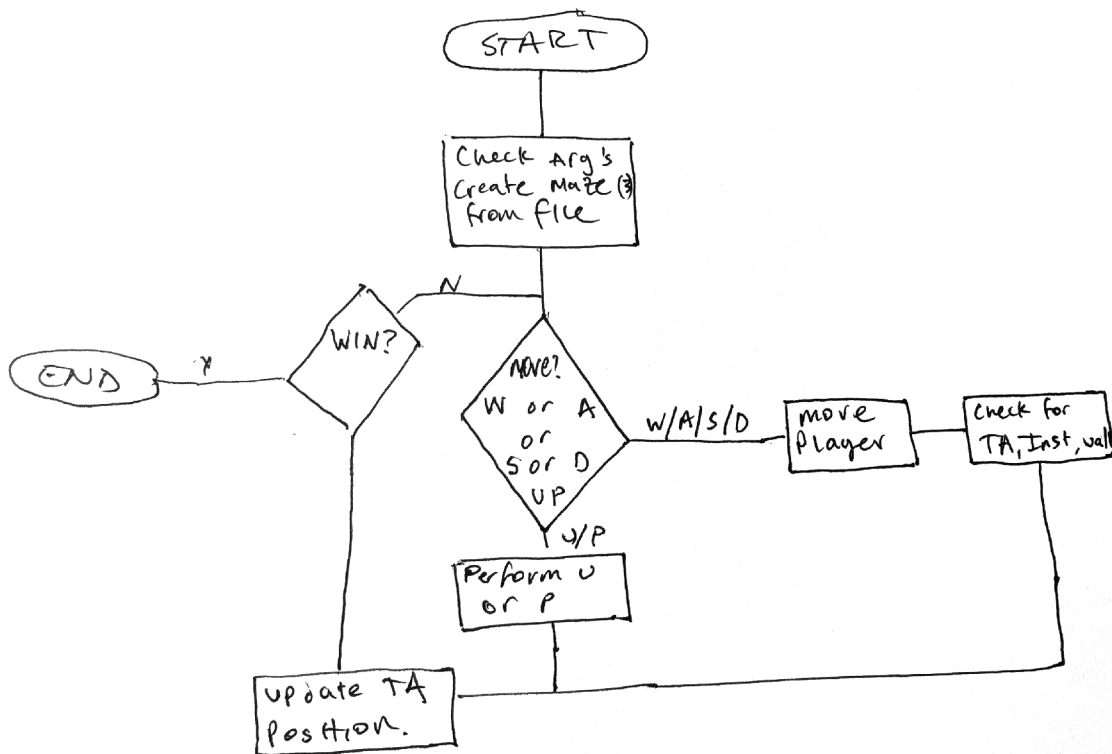 START
Check Arg's
Create Maze (3)
from file
N
WIN?
Y
END
Move?
W or A
or
S or D
UP
W/A/S/D
move
Player
Check for
TA, Inst, wall
U/P
Perform U
or P
update TA
Position.